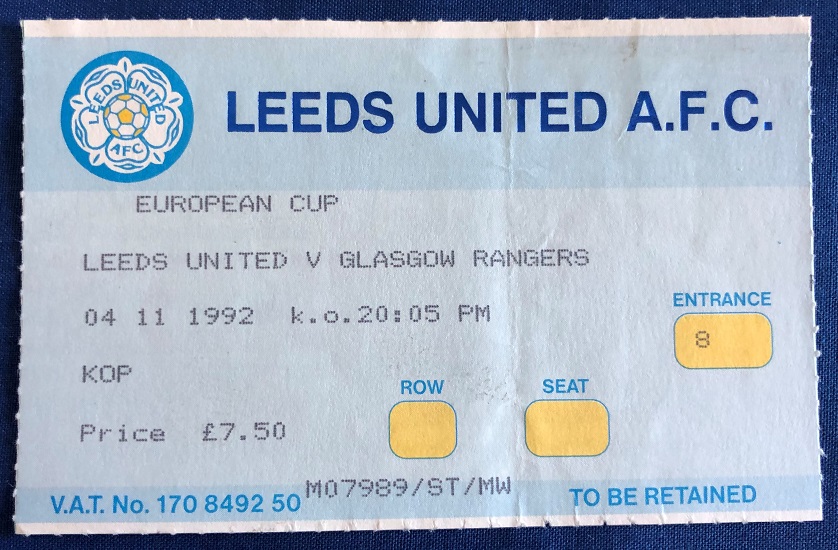 LEEDS UNITED AFC
LEEDS UNITED A.F.C.
EUROPEAN CUP
LEEDS UNITED V GLASGOW RANGERS
04 11 1992 k.o.20:05 PM
ENTRANCE
8
KOP
ROW SEAT
Price £7.50
M07989/ST/MW
V.A.T. No. 170 8492 50 TO BE RETAINED